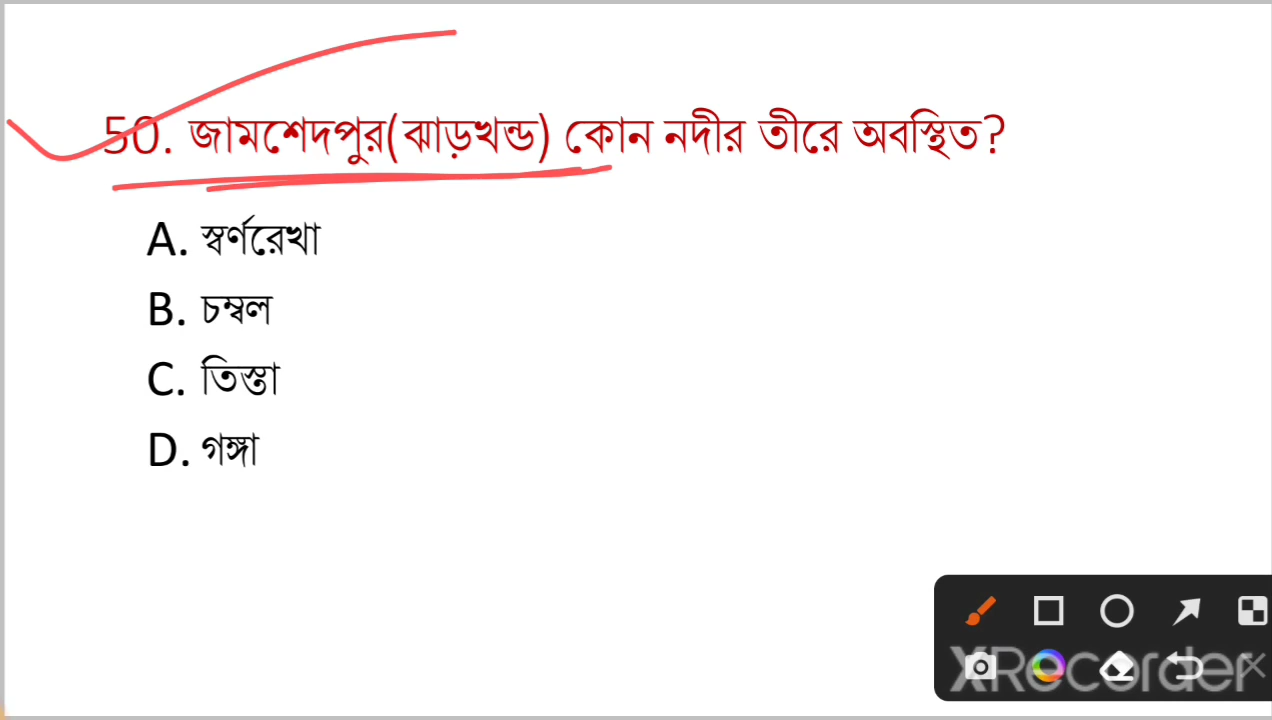 50. জামশেদপুর(ঝাড়খন্ড) কোন নদীর তীরে অবস্থিত?
A. স্বর্ণরেখা
B. চম্বল
C. তিস্তা
D. গঙ্গা
XRecorder